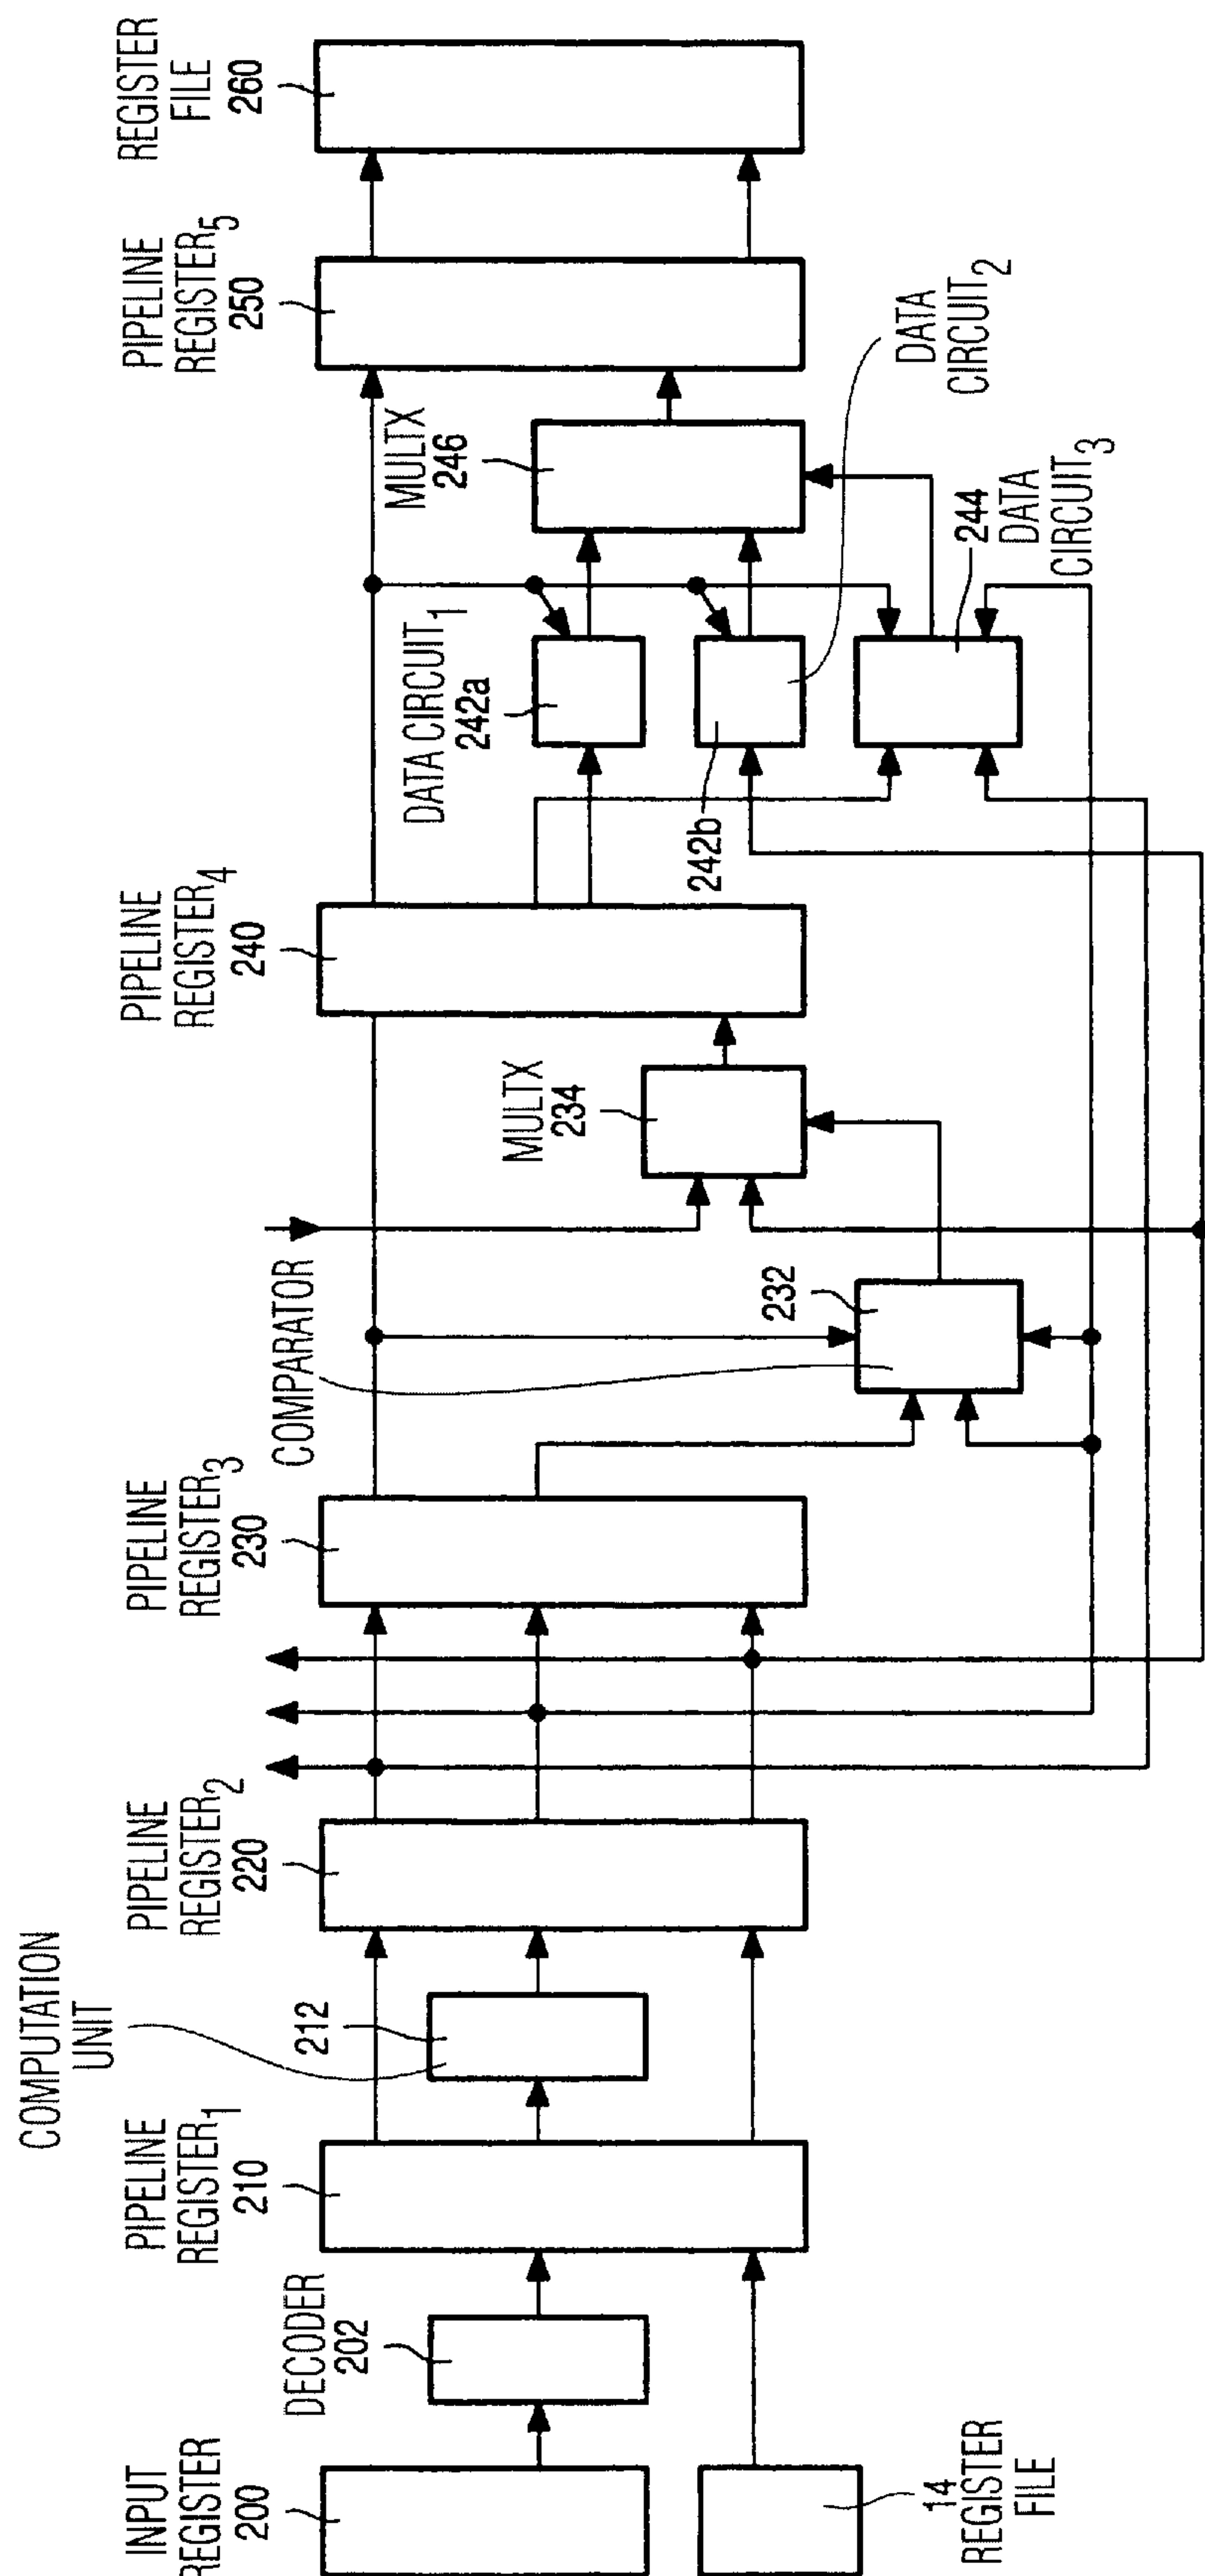 INPUT
REGISTER
200
14
REGISTER
FILE
DECODER
202
PIPELINE
REGISTER1
210
COMPUTATION
UNIT
212
PIPELINE
REGISTER2
220
PIPELINE
REGISTER3
230
COMPARATOR
232
MULTX
234
PIPELINE
REGISTER4
240
DATA CIRCUIT1
242a
242b
DATA
CIRCUIT2
244
DATA
CIRCUIT3
MULTX
246
PIPELINE
REGISTER5
250
REGISTER
FILE
260